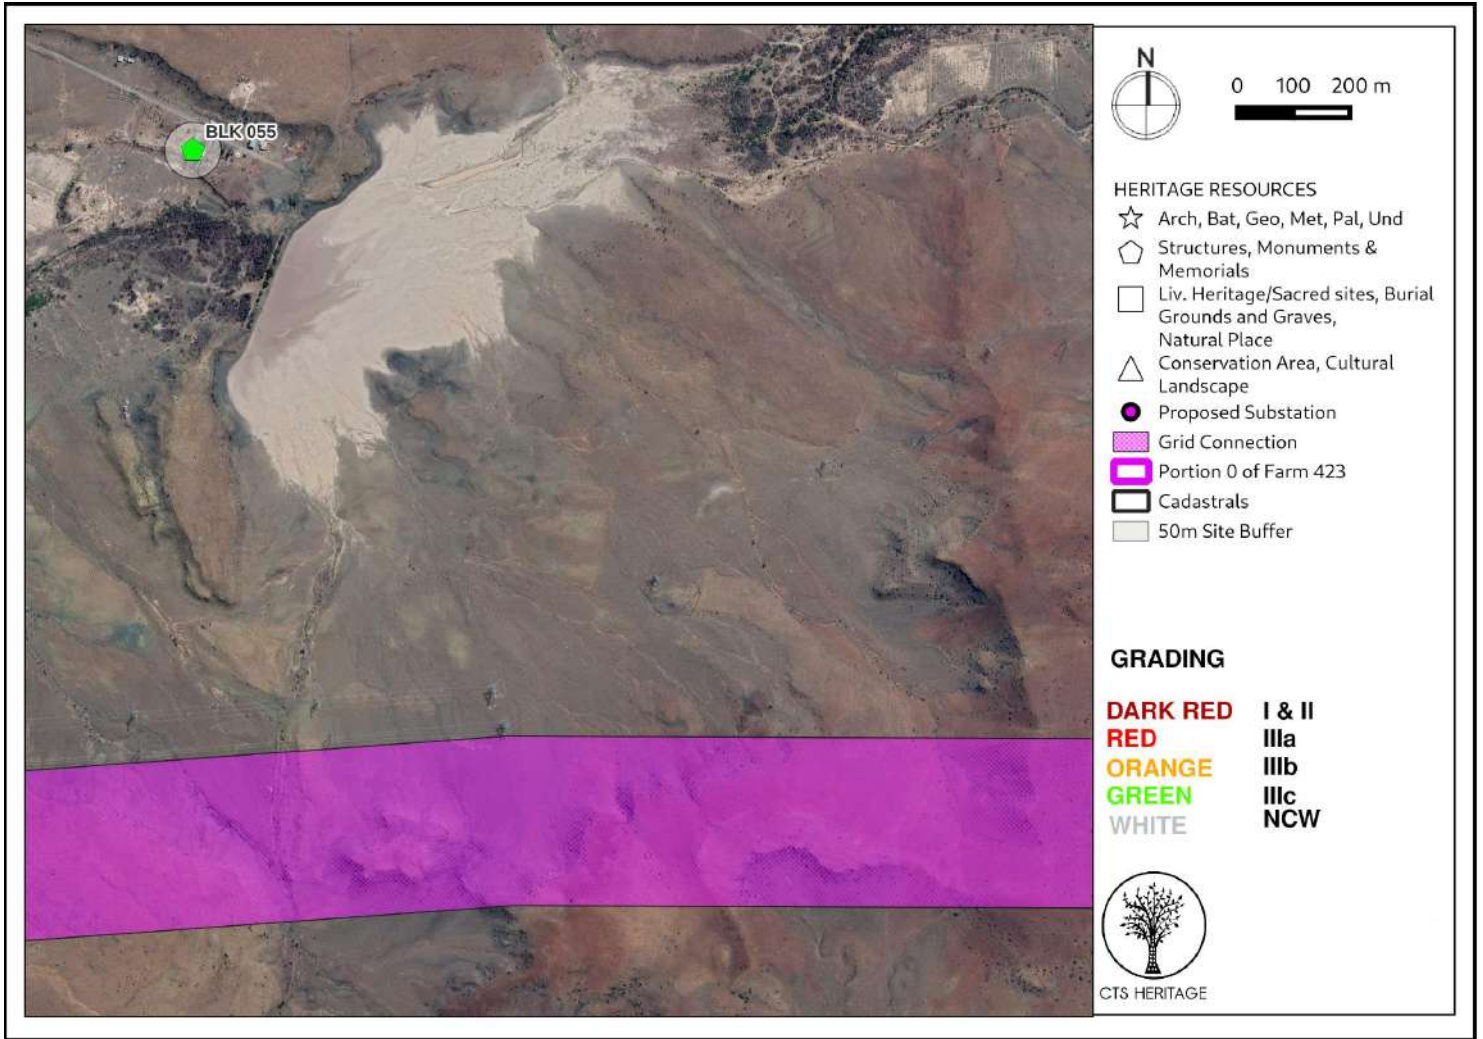 BLK 055
N
0 100 200 m
HERITAGE RESOURCES
Arch, Bat, Geo, Met, Pal, Und
Structures, Monuments &
Memorials
Liv. Heritage/Sacred sites, Burial
Grounds and Graves,
Natural Place
Conservation Area, Cultural
Landscape
Proposed Substation
Grid Connection
Portion 0 of Farm 423
Cadastrals
50m Site Buffer
GRADING
DARK RED I & II
RED IIIa
ORANGE IIIb
GREEN IIIc
WHITE NCW
CTS HERITAGE